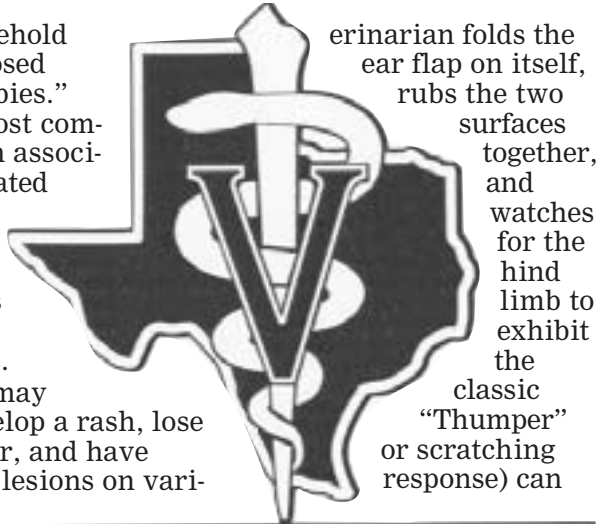 ehold
osed
pies.”
ost com-
n associ-
ated
s
.
may
elop a rash, lose
r, and have
lesions on vari-
V
erinarian folds the
ear flap on itself,
rubs the two
surfaces
together,
and
watches
for the
hind
limb to
exhibit
the
classic
“Thumper”
or scratching
response) can